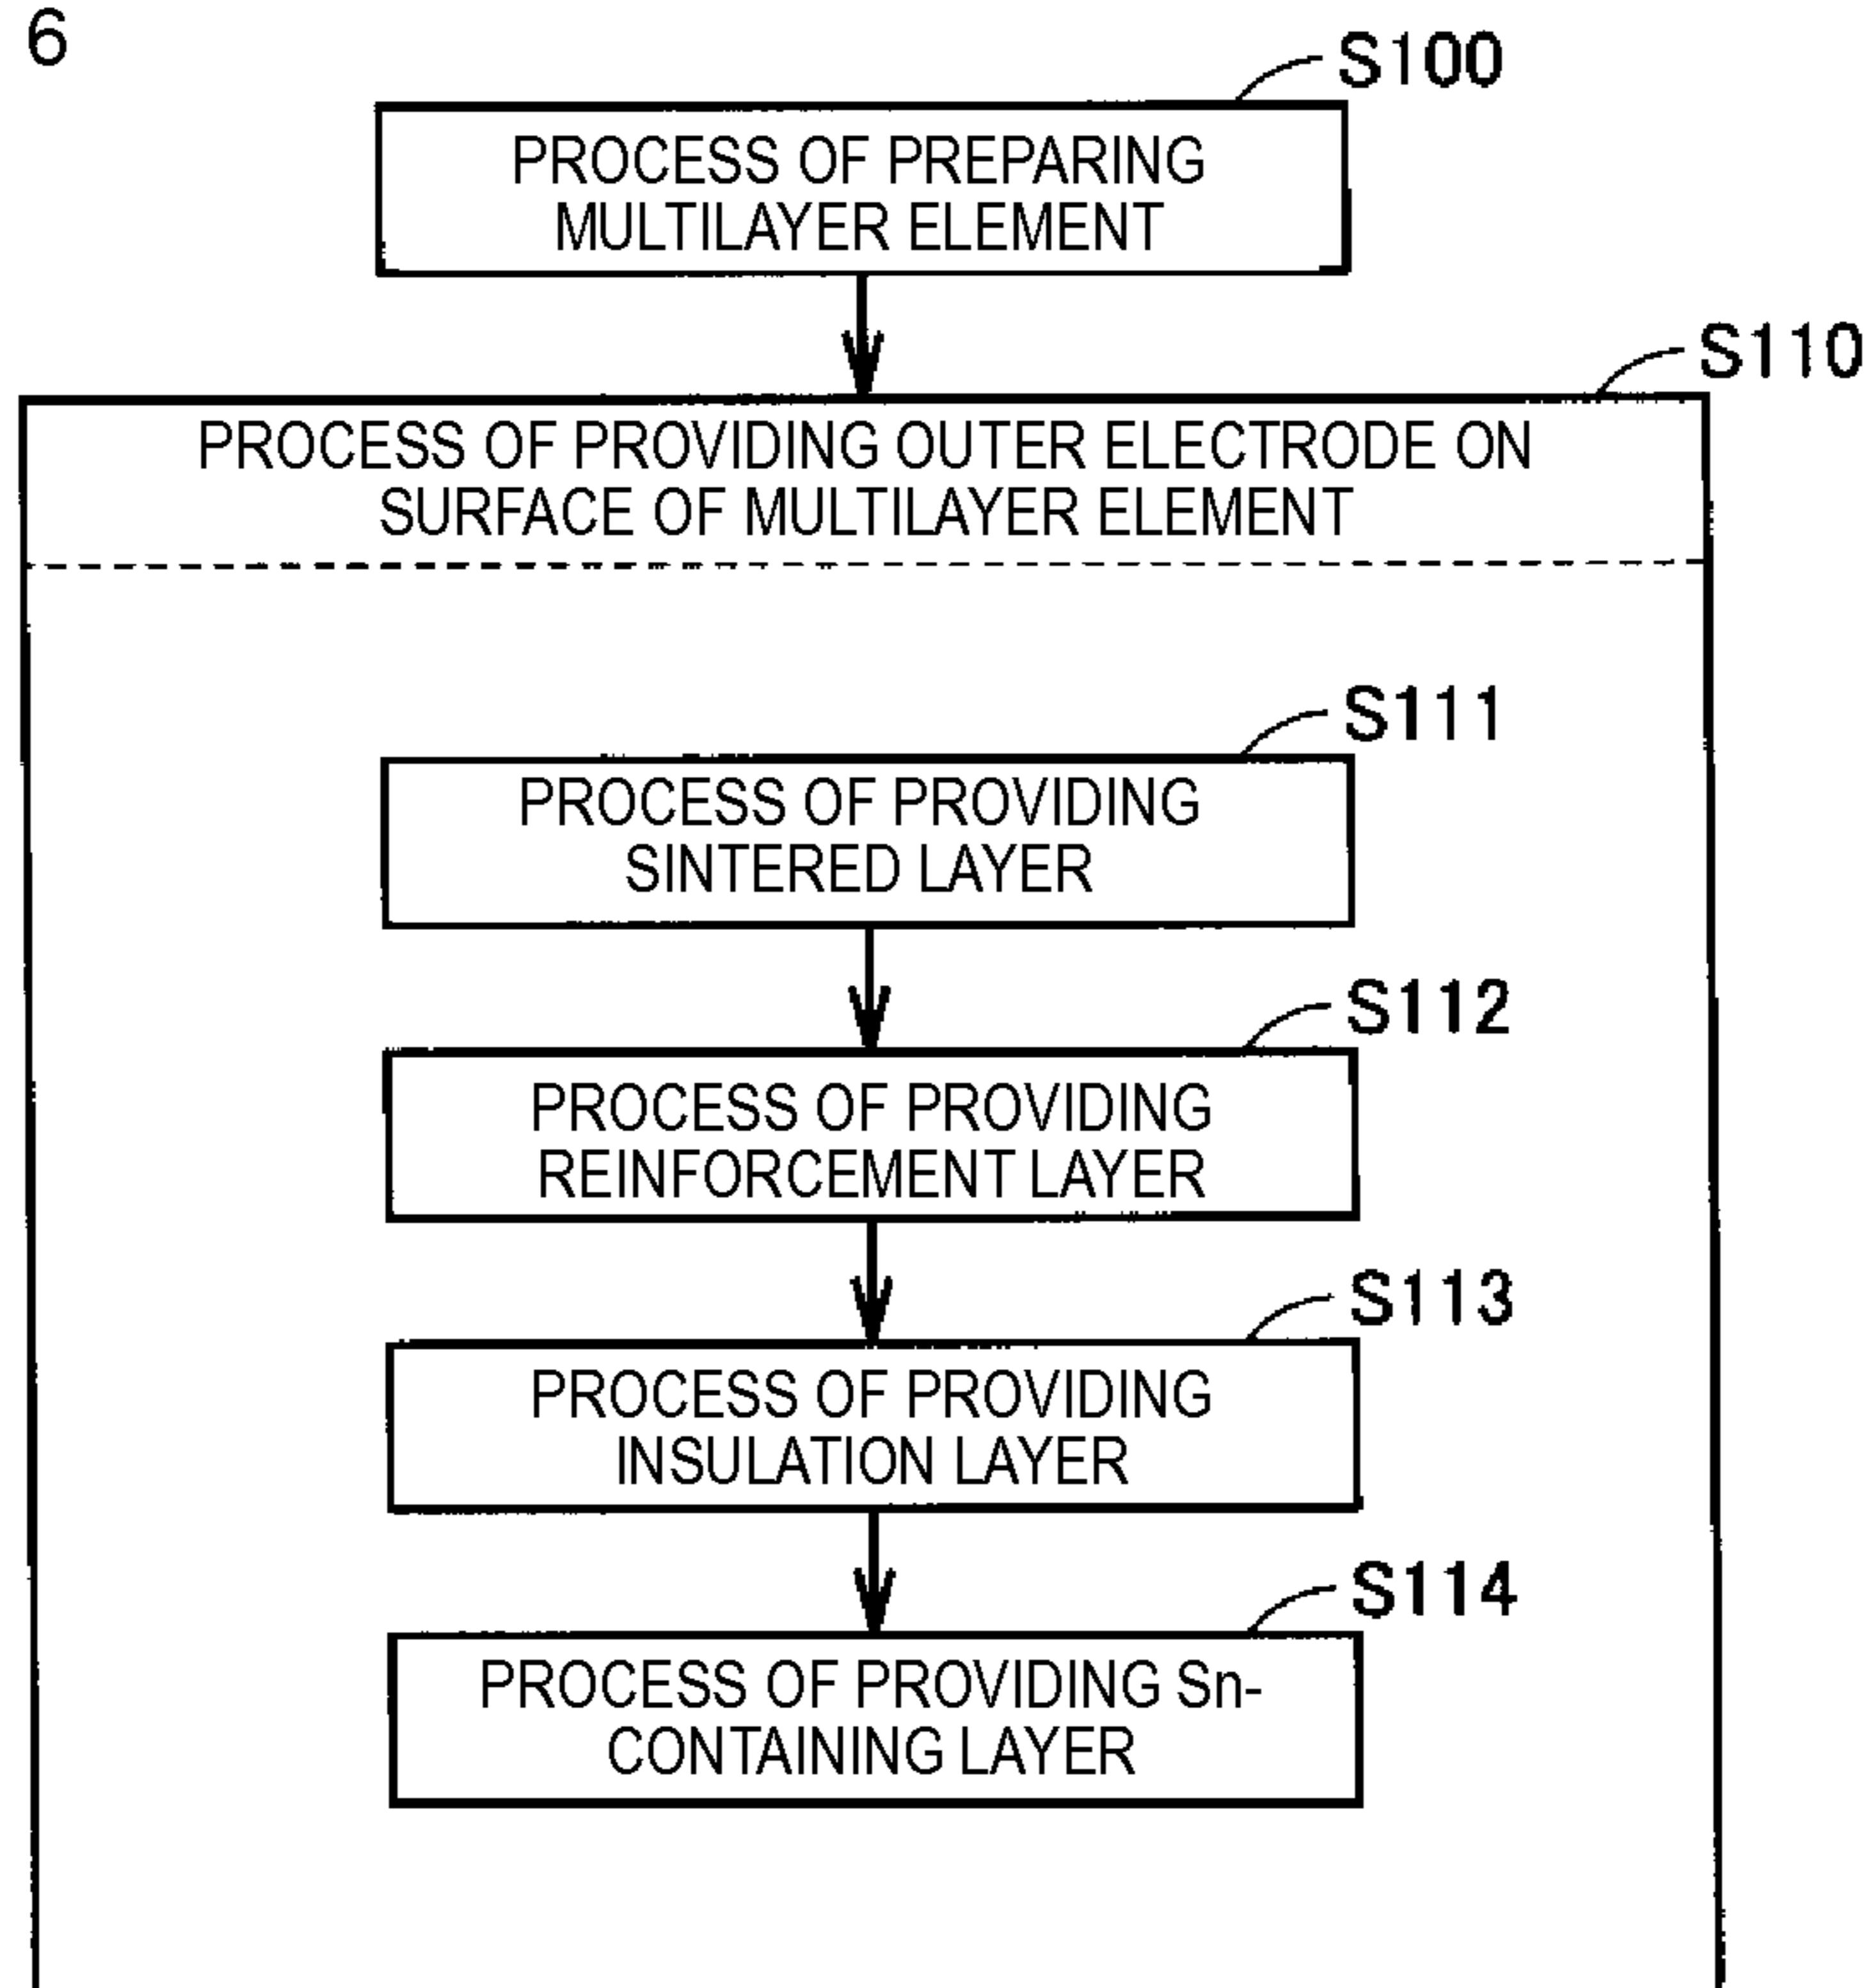 6
S100
PROCESS OF PREPARING
MULTILAYER ELEMENT
S110
PROCESS OF PROVIDING OUTER ELECTRODE ON
SURFACE OF MULTILAYER ELEMENT
S111
PROCESS OF PROVIDING
SINTERED LAYER
S112
PROCESS OF PROVIDING
REINFORCEMENT LAYER
S113
PROCESS OF PROVIDING
INSULATION LAYER
S114
PROCESS OF PROVIDING Sn-
CONTAINING LAYER